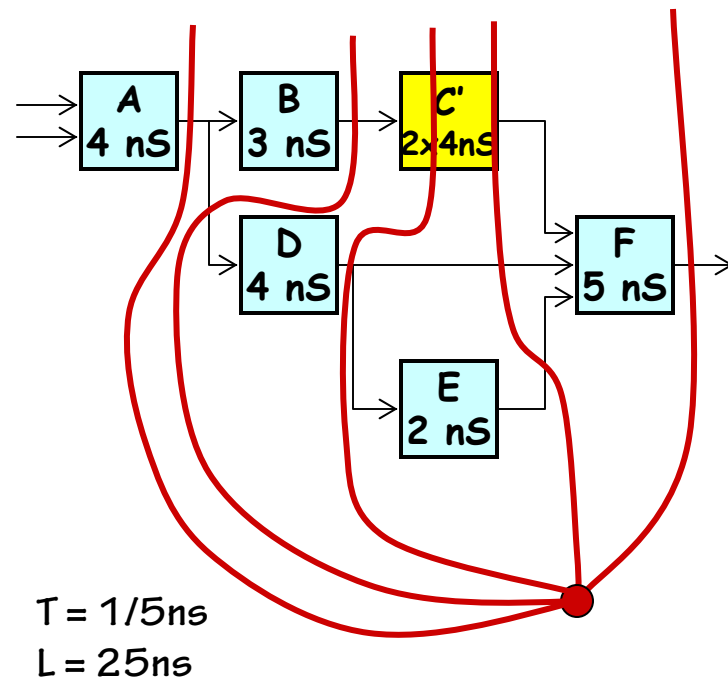 A
4 nS
B
3 nS
C'
2x4nS
D
4 nS
F
5 nS
E
2 nS
T = 1/5ns
L = 25ns